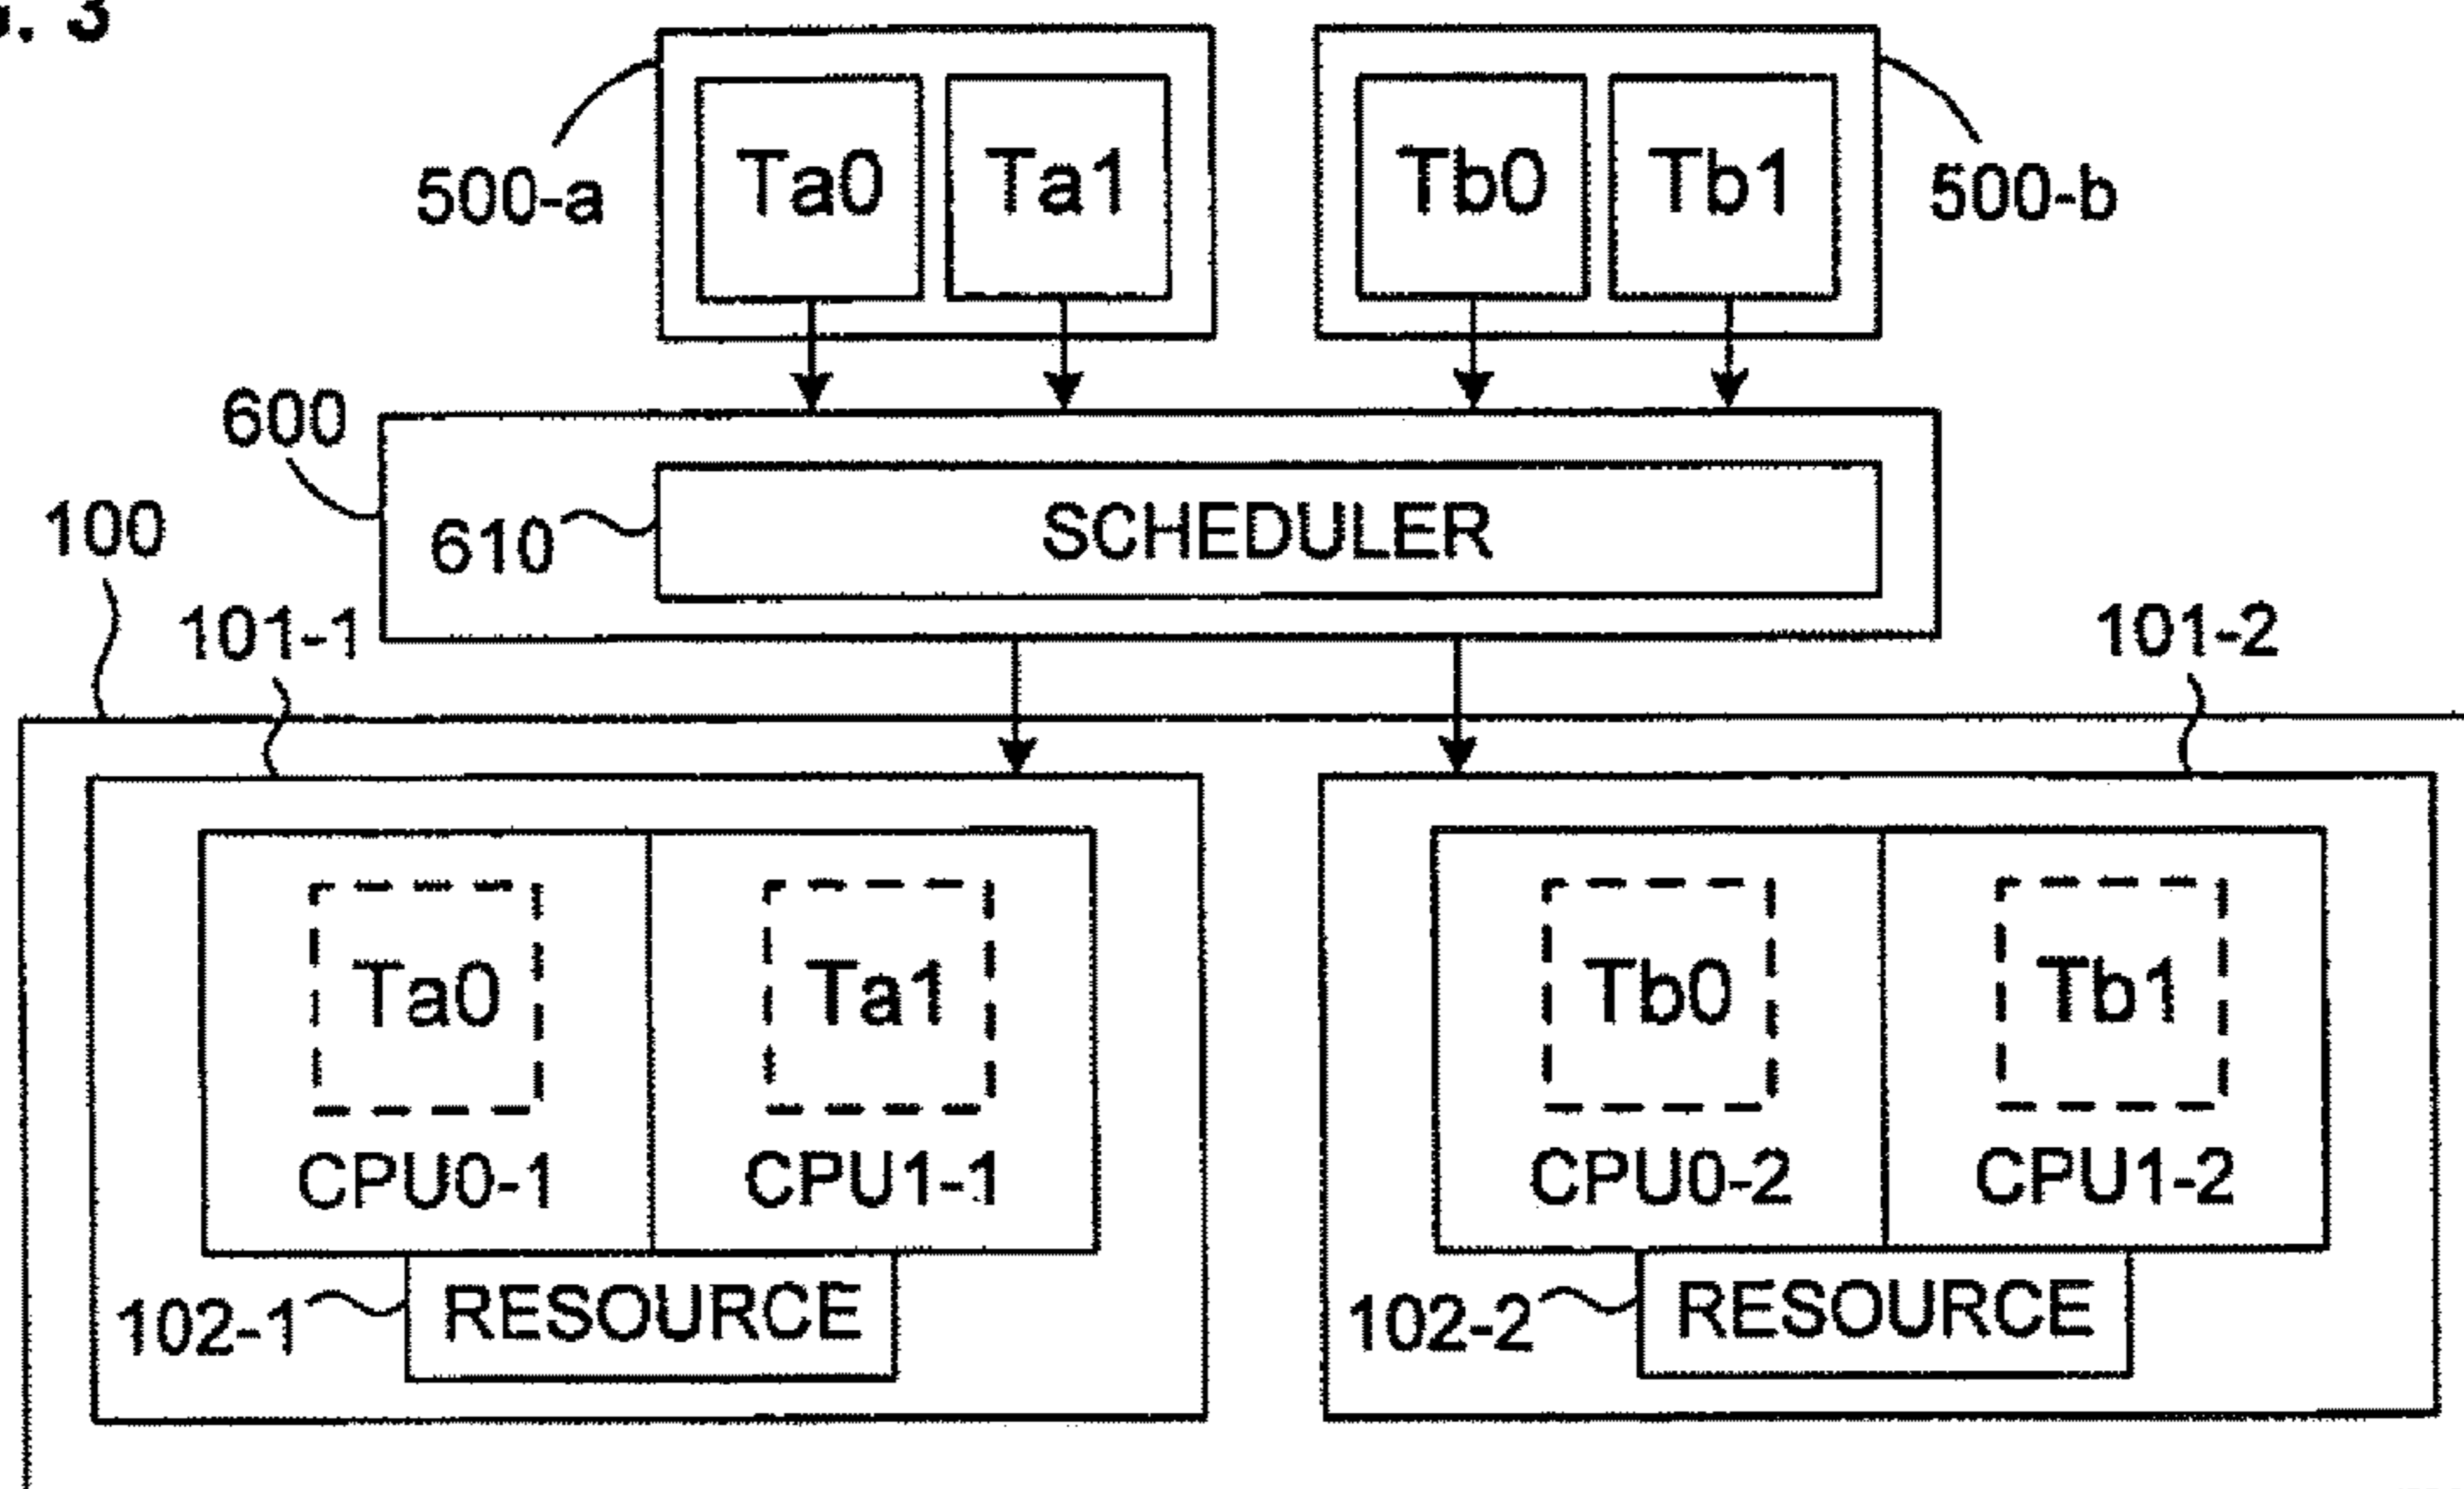 . 3
Ta0 Ta1 Tb0 Tb1
500-a 500-b
600
100 610 SCHEDULER
101-1 101-2
Ta0 Ta1 Tb0 Tb1
CPU0-1 CPU1-1 CPU0-2 CPU1-2
102-1 RESOURCE 102-2 RESOURCE